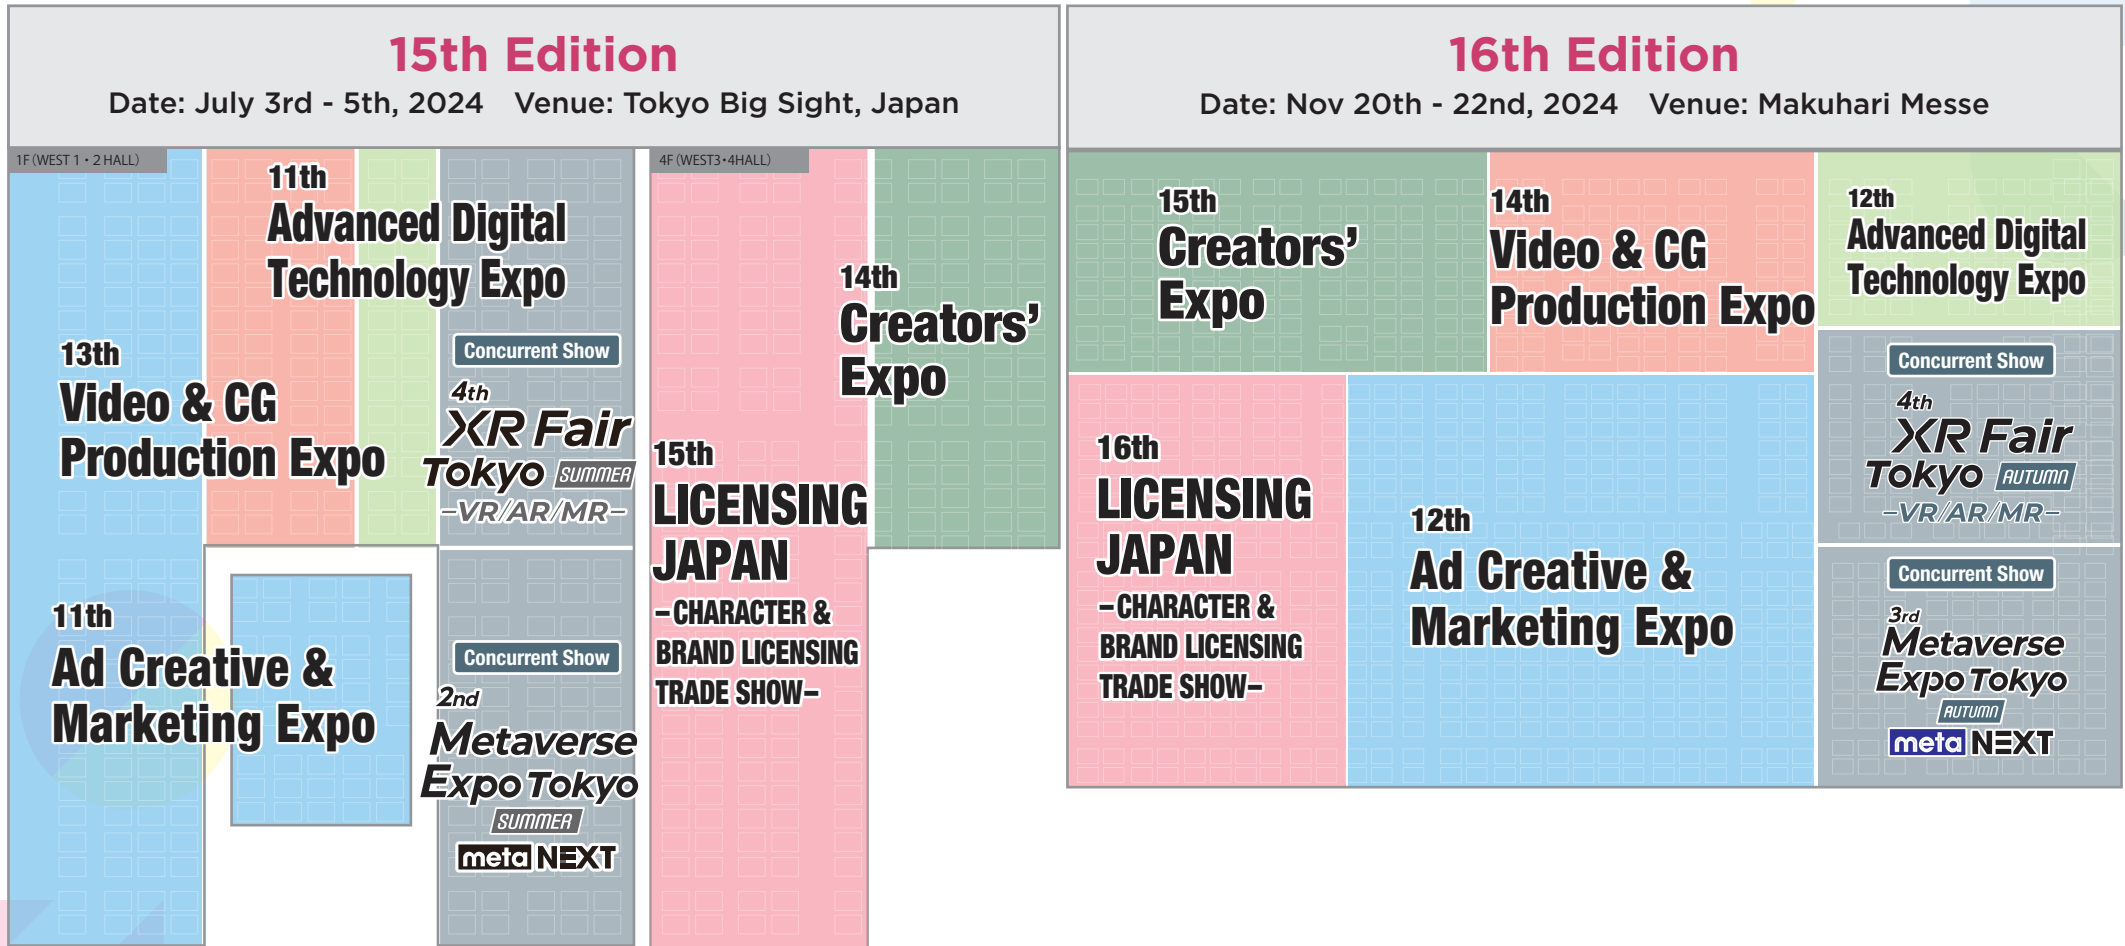 15th Edition
Date: July 3rd - 5th, 2024 Venue: Tokyo Big Sight, Japan
1F (WEST 1・2 HALL)
11th
Advanced Digital
Technology Expo
13th
Video & CG
Production Expo
Concurrent Show
4th
XR Fair
Tokyo SUMMER
–VR/AR/MR–
11th
Ad Creative &
Marketing Expo
Concurrent Show
2nd
Metaverse
Expo Tokyo
SUMMER
meta NEXT
4F (WEST3・4HALL)
14th
Creators’
Expo
15th
LICENSING
JAPAN
–CHARACTER &
BRAND LICENSING
TRADE SHOW–
16th Edition
Date: Nov 20th - 22nd, 2024 Venue: Makuhari Messe
15th
Creators’
Expo
14th
Video & CG
Production Expo
12th
Advanced Digital
Technology Expo
16th
LICENSING
JAPAN
–CHARACTER &
BRAND LICENSING
TRADE SHOW–
12th
Ad Creative &
Marketing Expo
Concurrent Show
4th
XR Fair
Tokyo AUTUMN
–VR/AR/MR–
Concurrent Show
3rd
Metaverse
Expo Tokyo
AUTUMN
meta NEXT